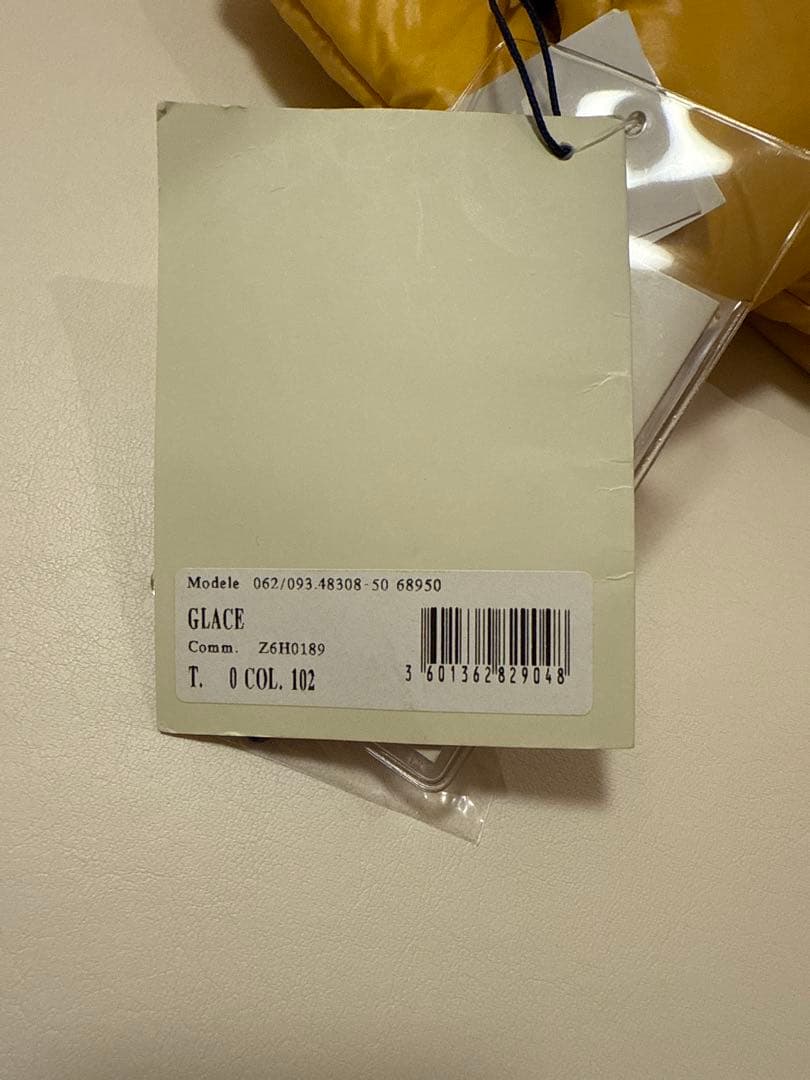 Modele 062/093.48308-50 68950
GLACE
Comm. Z6H0189
T. 0 COL. 102
3 601362 829048